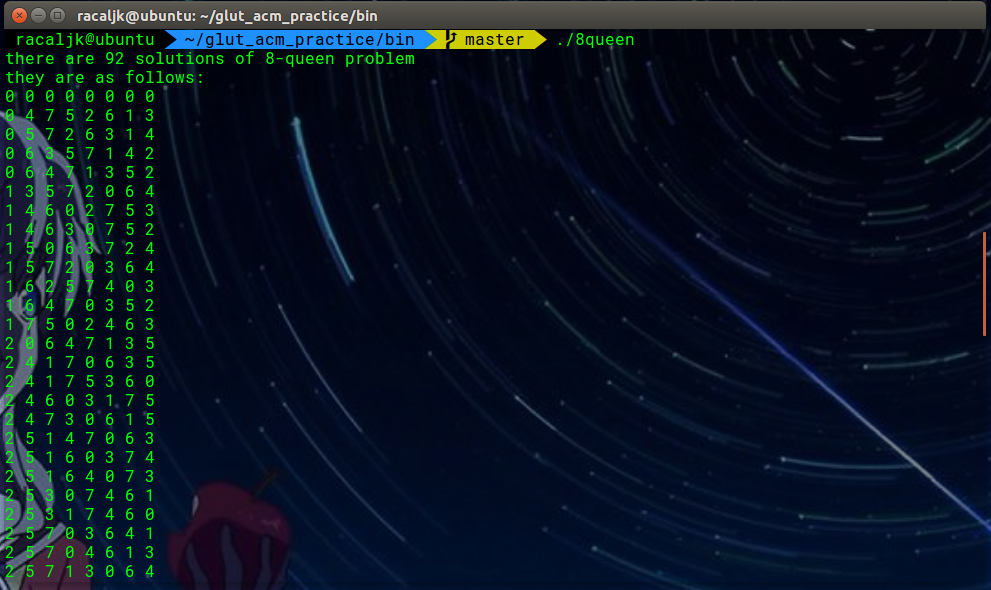 racaljk@ubuntu: ~/glut_acm_practice/bin
racaljk@ubuntu ~/glut_acm_practice/bin master ./8queen
there are 92 solutions of 8-queen problem
they are as follows:
0 0 0 0 0 0 0 0
0 4 7 5 2 6 1 3
0 5 7 2 6 3 1 4
0 6 3 5 7 1 4 2
0 6 4 7 1 3 5 2
1 3 5 7 2 0 6 4
1 4 6 0 2 7 5 3
1 4 6 3 0 7 5 2
1 5 0 6 3 7 2 4
1 5 7 2 0 3 6 4
1 6 2 5 7 4 0 3
1 6 4 7 0 3 5 2
1 7 5 0 2 4 6 3
2 0 6 4 7 1 3 5
2 4 1 7 0 6 3 5
2 4 1 7 5 3 6 0
2 4 6 0 3 1 7 5
2 4 7 3 0 6 1 5
2 5 1 4 7 0 6 3
2 5 1 6 0 3 7 4
2 5 1 6 4 0 7 3
2 5 3 0 7 4 6 1
2 5 3 1 7 4 6 0
2 5 7 0 3 6 4 1
2 5 7 0 4 6 1 3
2 5 7 1 3 0 6 4